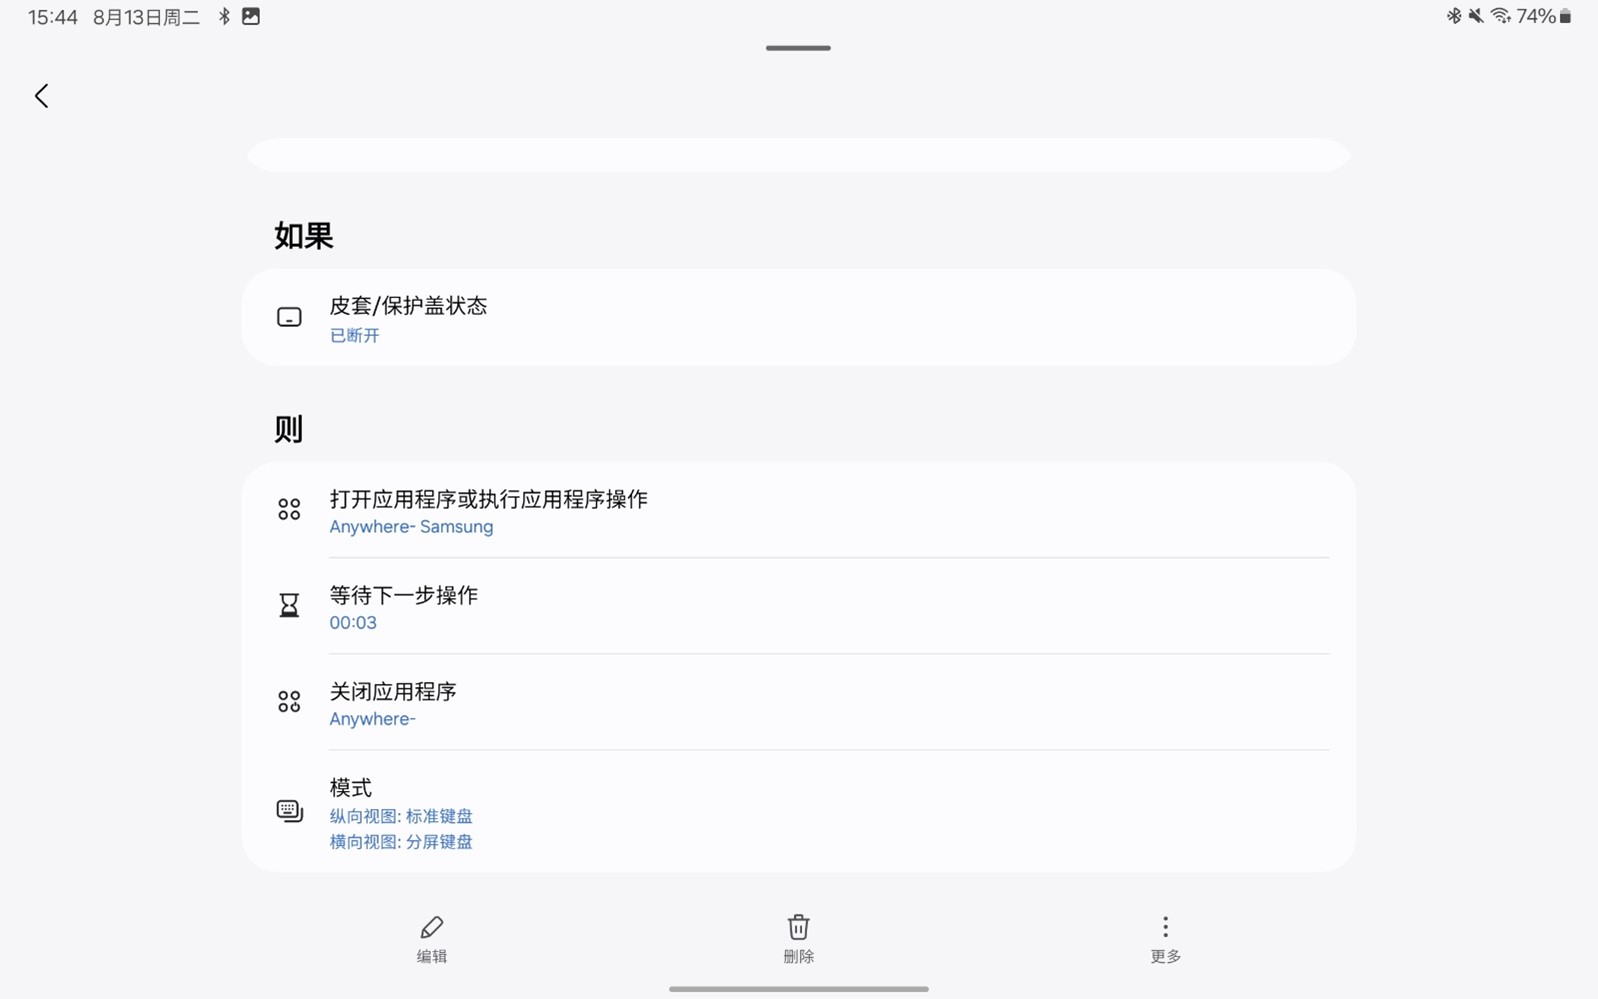 15:44 8月13日周二
74%
如果
皮套/保护盖状态
已断开
则
打开应用程序或执行应用程序操作
Anywhere- Samsung
等待下一步操作
00:03
关闭应用程序
Anywhere-
模式
纵向视图: 标准键盘
横向视图: 分屏键盘
编辑
删除
更多